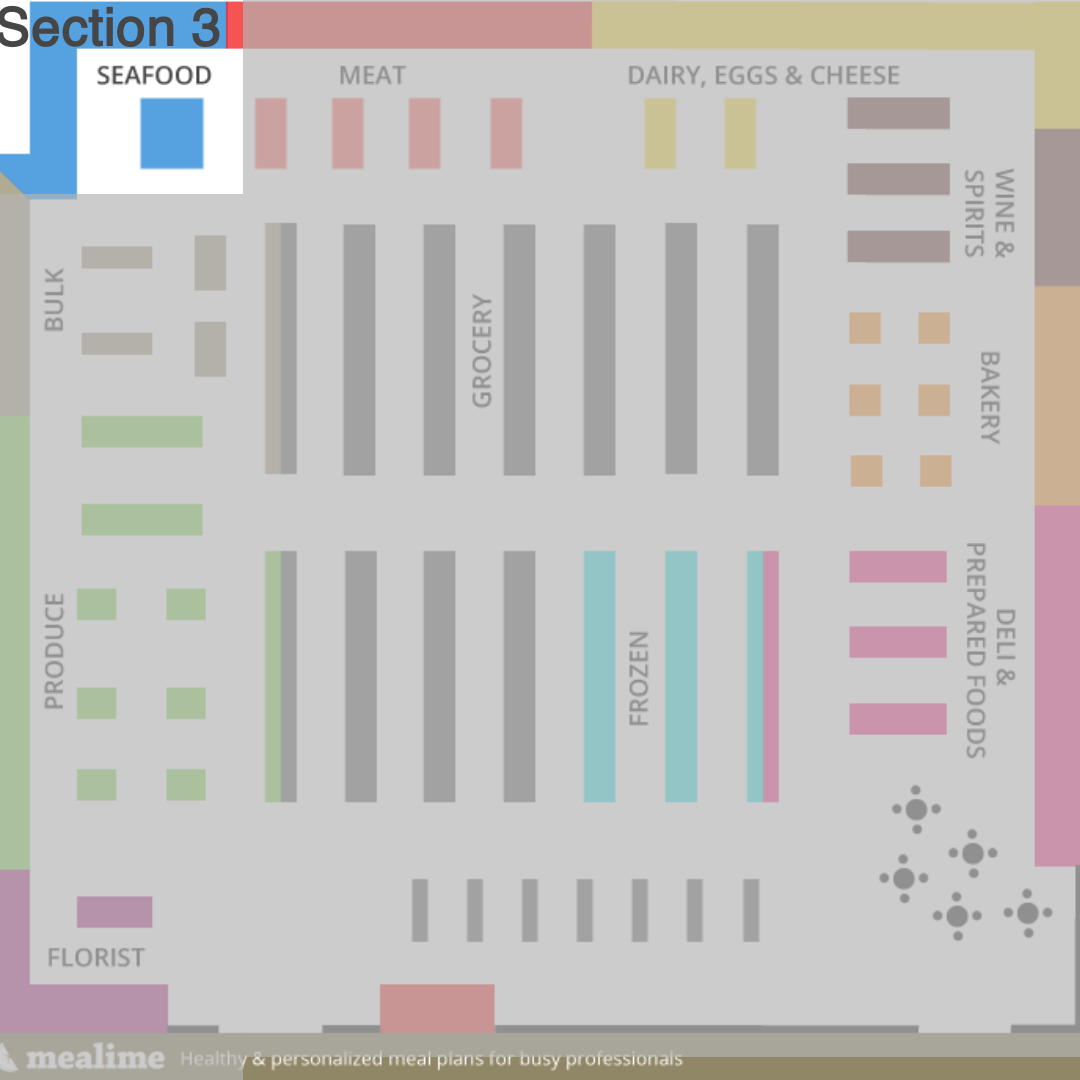 Section 3
SEAFOOD
MEAT
DAIRY, EGGS & CHEESE
WINE &
SPIRITS
BULK
GROCERY
BAKERY
PRODUCE
FROZEN
DELI &
PREPARED FOODS
FLORIST
mealime
Healthy & personalized meal plans for busy professionals